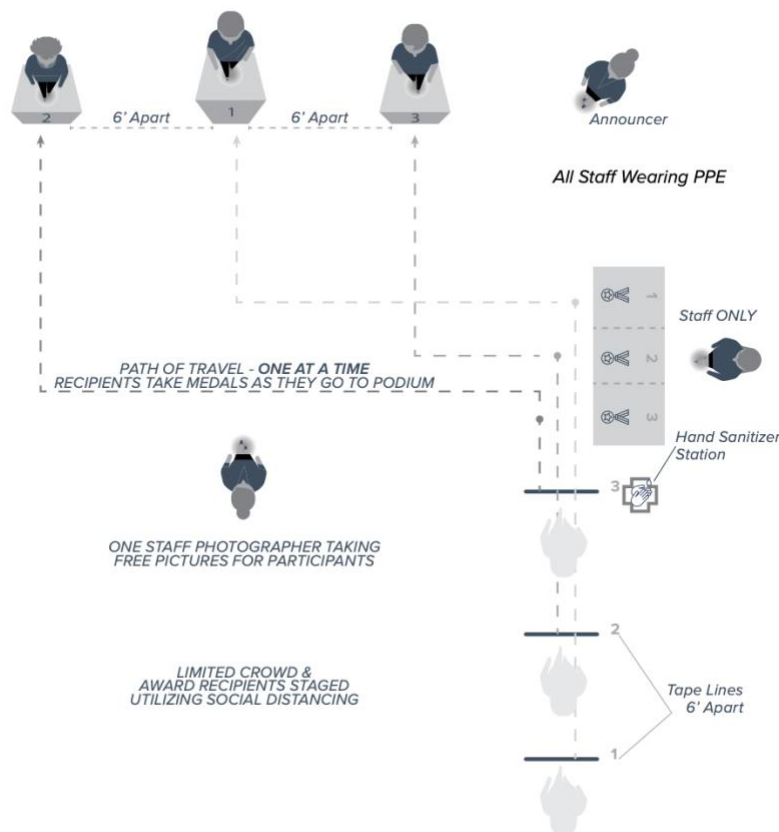 2
1
3
6' Apart
6' Apart
Announcer
All Staff Wearing PPE
1
2
3
Staff ONLY
PATH OF TRAVEL - ONE AT A TIME
RECIPIENTS TAKE MEDALS AS THEY GO TO PODIUM
Hand Sanitizer
Station
3
ONE STAFF PHOTOGRAPHER TAKING
FREE PICTURES FOR PARTICIPANTS
2
LIMITED CROWD &
AWARD RECIPIENTS STAGED
UTILIZING SOCIAL DISTANCING
Tape Lines
6' Apart
1